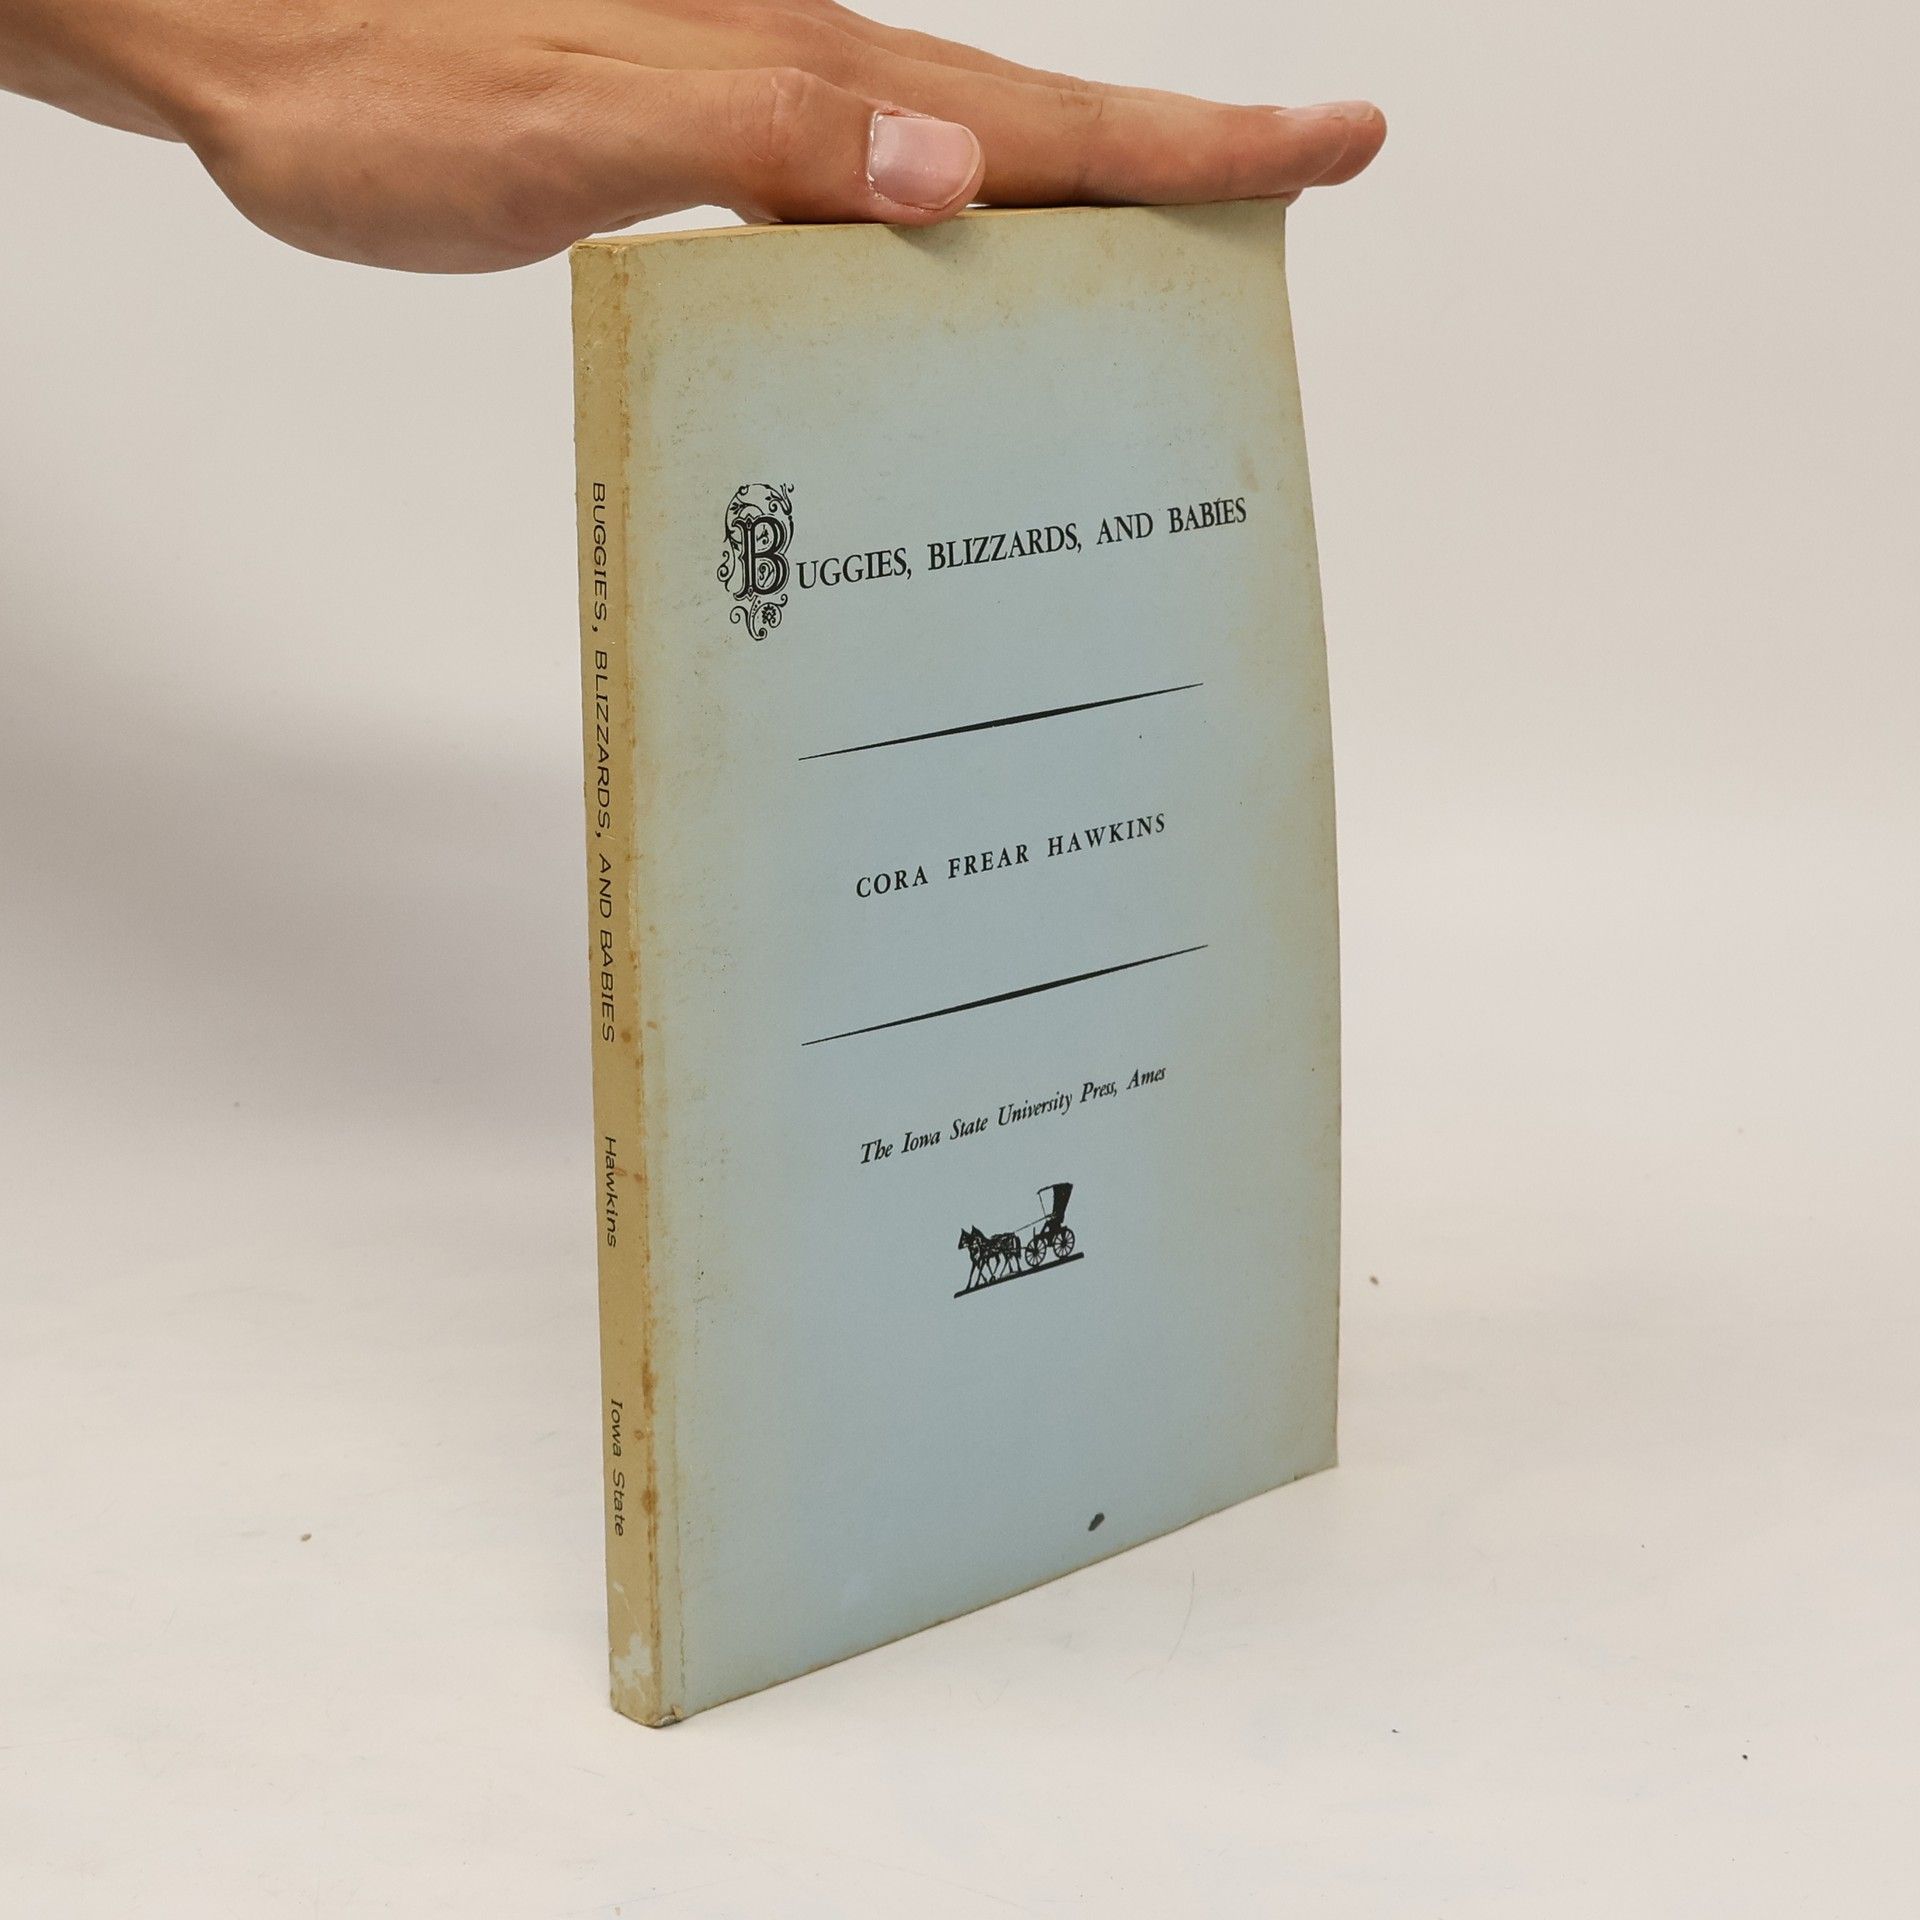 BUGGIES, BLIZZARDS, AND BABIES
CORA FREAR HAWKINS
The Iowa State University Press, Ames
BUGGIES, BLIZZARDS, AND BABIES Hawkins Iowa State